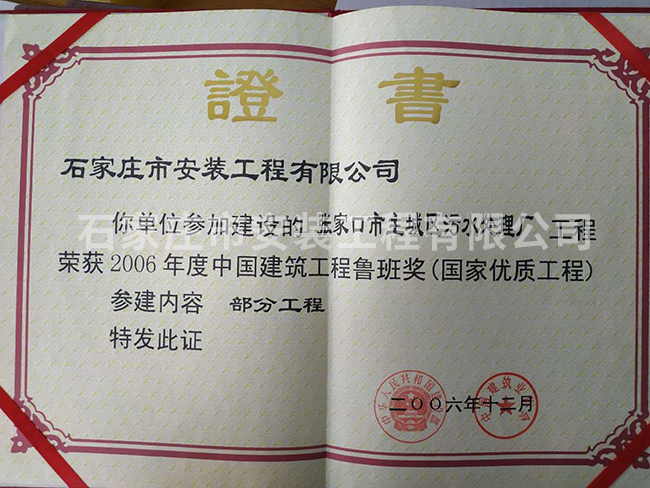 證書
石家庄市安装工程有限公司
你单位参加建设的 张家口市主城区污水处理厂 工程
荣获2006年度中国建筑工程鲁班奖(国家优质工程)
参建内容 部分工程
特发此证
二〇〇六年十二月
石家庄市安装工程有限公司